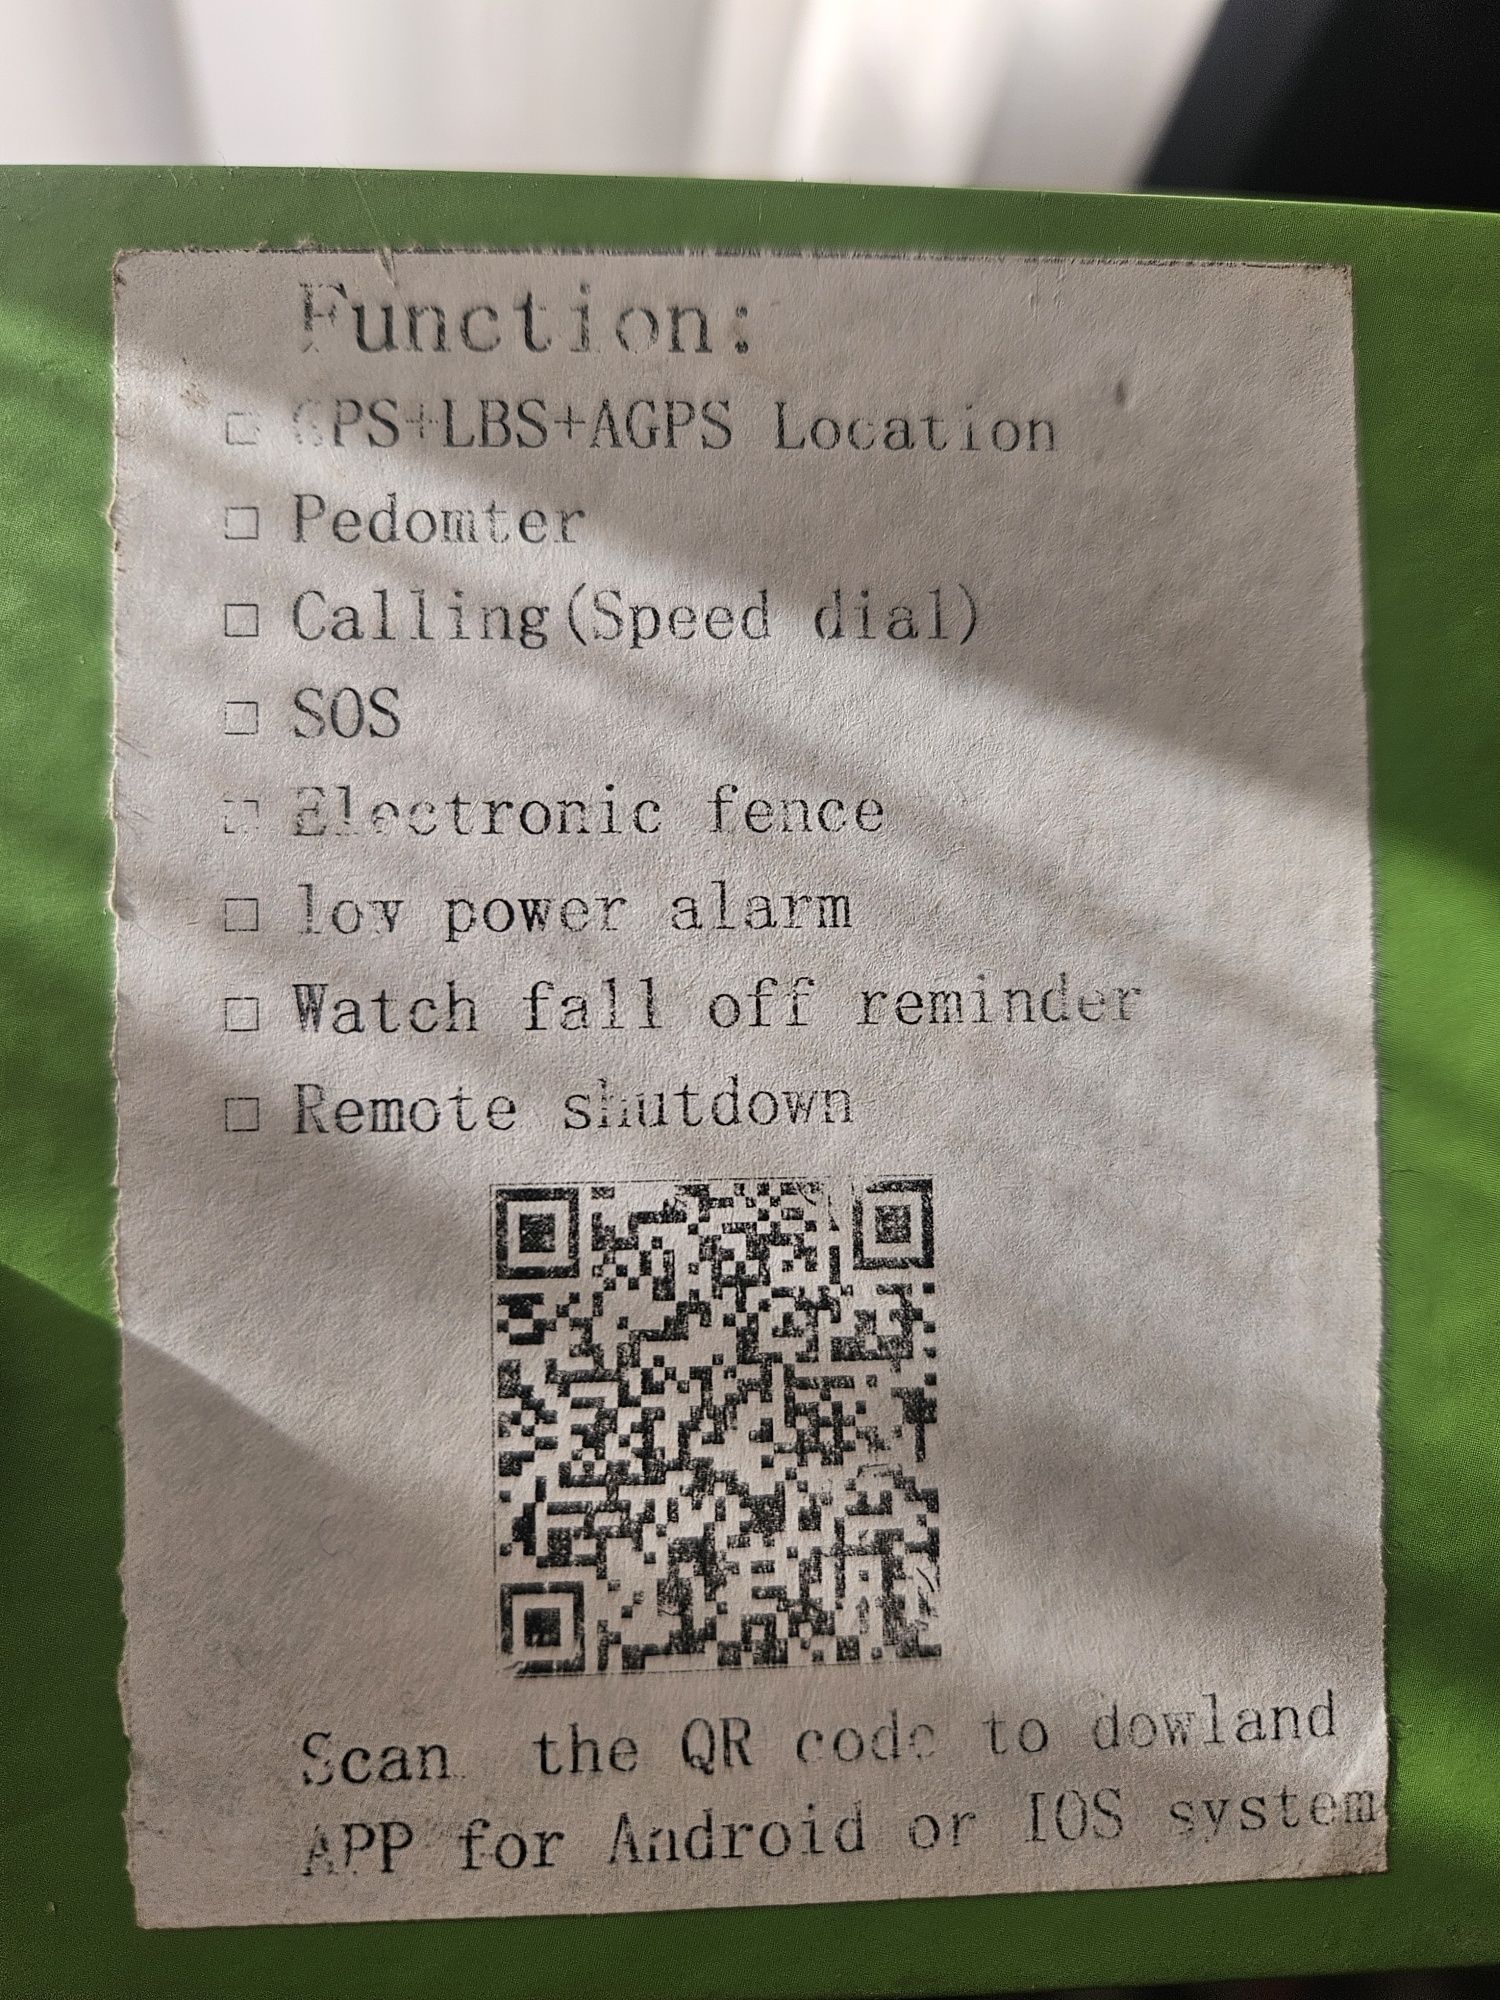 Function:
□ GPS+LBS+AGPS Location
□ Pedomter
□ Calling(Speed dial)
□ SOS
□ Electronic fence
□ low power alarm
□ Watch fall off reminder
□ Remote shutdown
Scan the QR code to dowland
APP for Android or IOS system